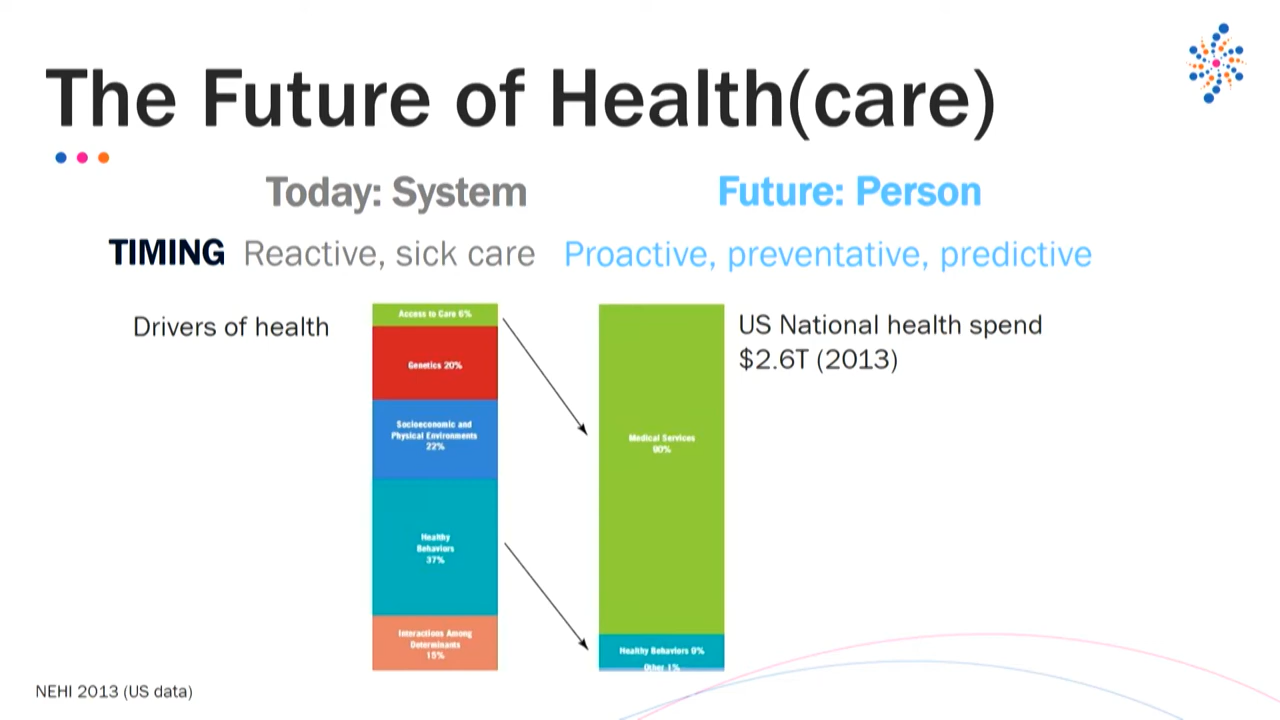 The Future of Health(care)
Today: System
Future: Person
TIMING Reactive, sick care Proactive, preventative, predictive
Drivers of health
Access to Care 6%
Genetics 20%
Socioeconomic and
Physical Environments
22%
Healthy
Behaviors
37%
Interactions Among
Determinants
15%
Medical Services
90%
Healthy Behaviors 9%
Other 1%
US National health spend
$2.6T (2013)
NEHI 2013 (US data)